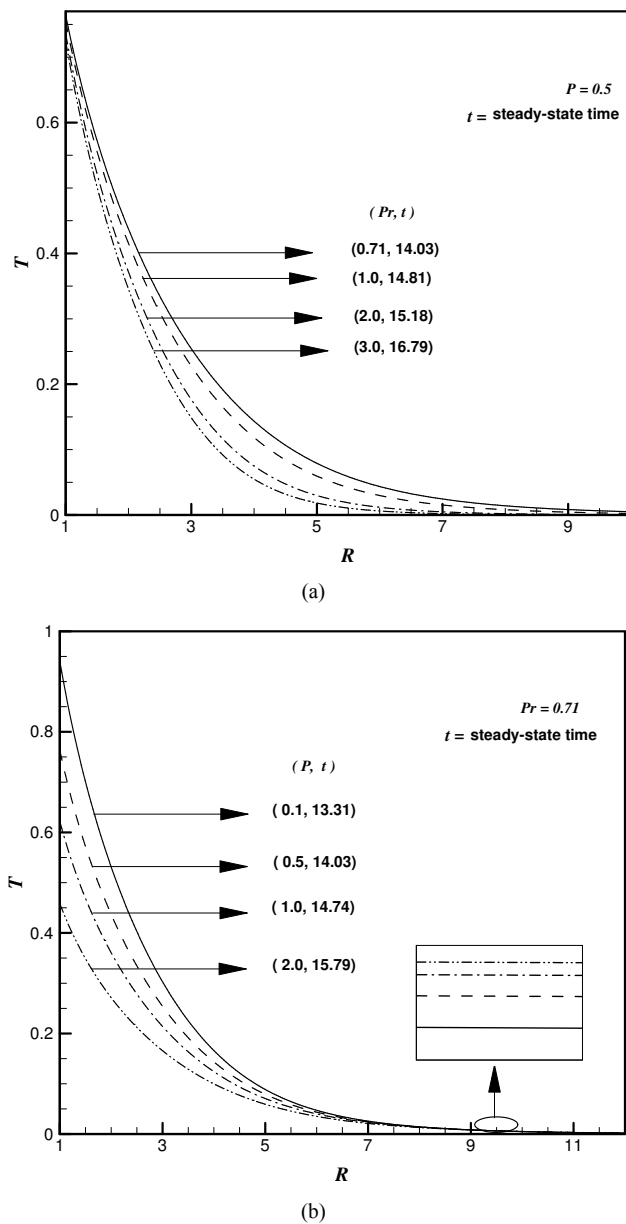 0.6
P = 0.5
t = steady-state time
( Pr, t )
0.4
(0.71, 14.03)
T
(1.0, 14.81)
(2.0, 15.18)
(3.0, 16.79)
0.2
0
1 3 5 7 9
R
(a)
1
Pr = 0.71
0.8
t = steady-state time
( P, t )
( 0.1, 13.31)
0.6
( 0.5, 14.03)
T
( 1.0, 14.74)
0.4
( 2.0, 15.79)
0.2
0
1 3 5 7 9 11
R
(b)